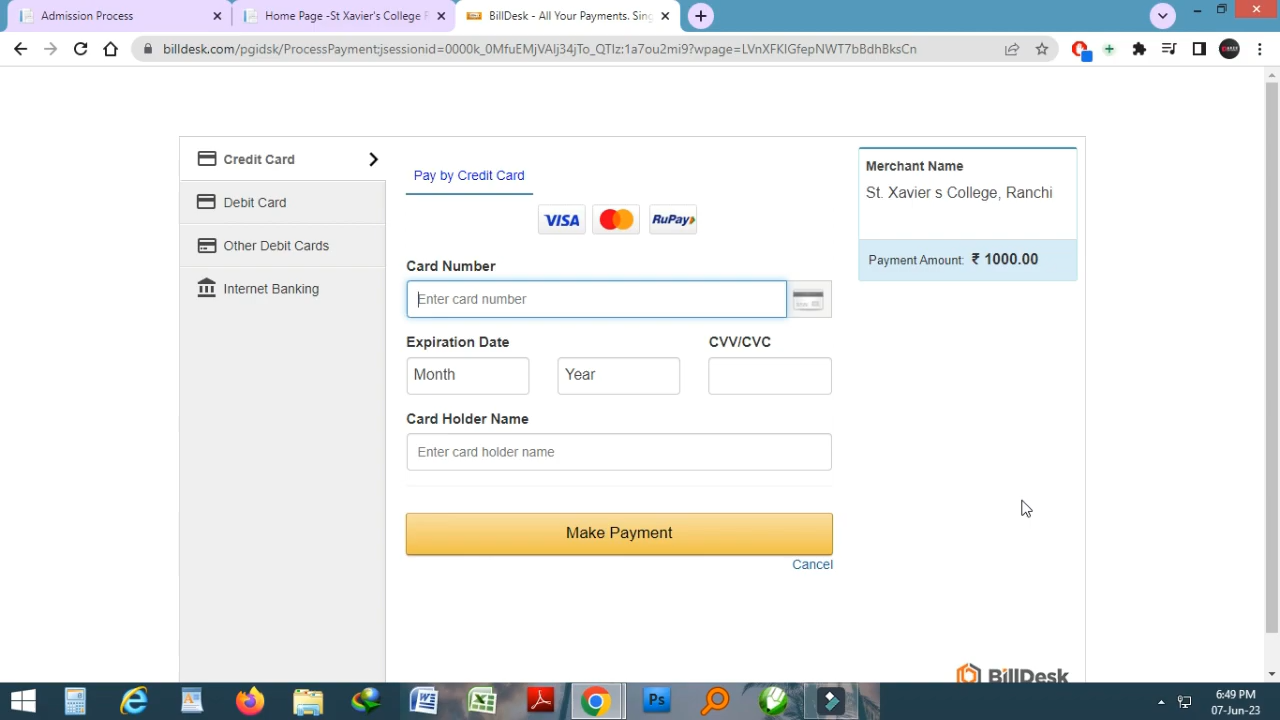 Admission Process
Home Page -St Xavier's College R
BillDesk - All Your Payments. Sing
billdesk.com/pgidsk/ProcessPayment;jsessionid=0000k_0MfuEMjVAlj34jTo_QTIz:1a7ou2mi9?wpage=LVnXFKIGfepNWT7bBdhBksCn
Credit Card
Debit Card
Other Debit Cards
Internet Banking
Pay by Credit Card
VISA
RuPay
Card Number
Enter card number
Expiration Date
CVV/CVC
Month
Year
Card Holder Name
Enter card holder name
Make Payment
Cancel
Merchant Name
St. Xavier s College, Ranchi
Payment Amount: ₹ 1000.00
BillDesk
Ps
6:49 PM
07-Jun-23